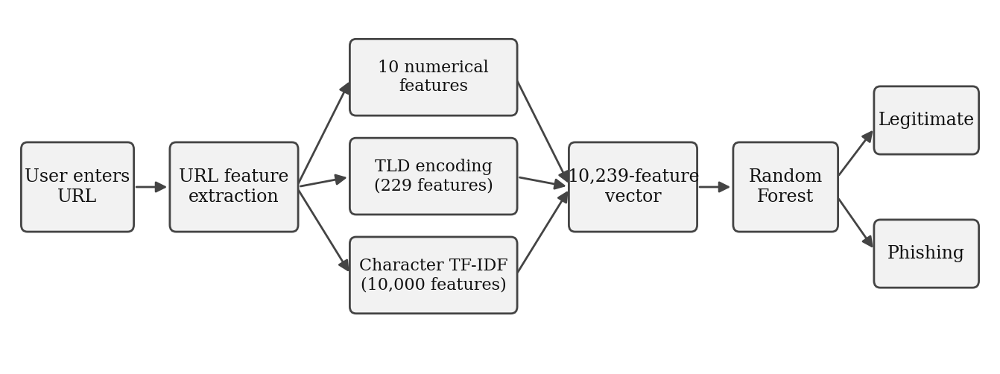 User enters
URL
URL feature
extraction
10 numerical
features
TLD encoding
(229 features)
Character TF-IDF
(10,000 features)
10,239-feature
vector
Random
Forest
Legitimate
Phishing